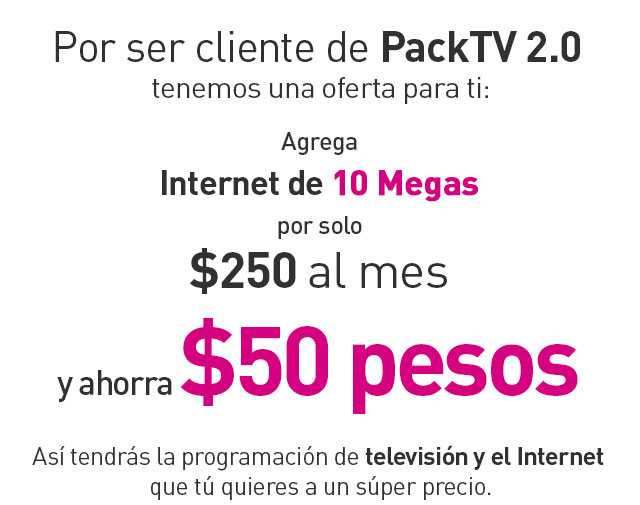 Por ser cliente de PackTV 2.0
tenemos una oferta para ti:
Agrega
Internet de 10 Megas
por solo
$250 al mes
y ahorra $50 pesos
Así tendrás la programación de televisión y el Internet
que tú quieres a un súper precio.